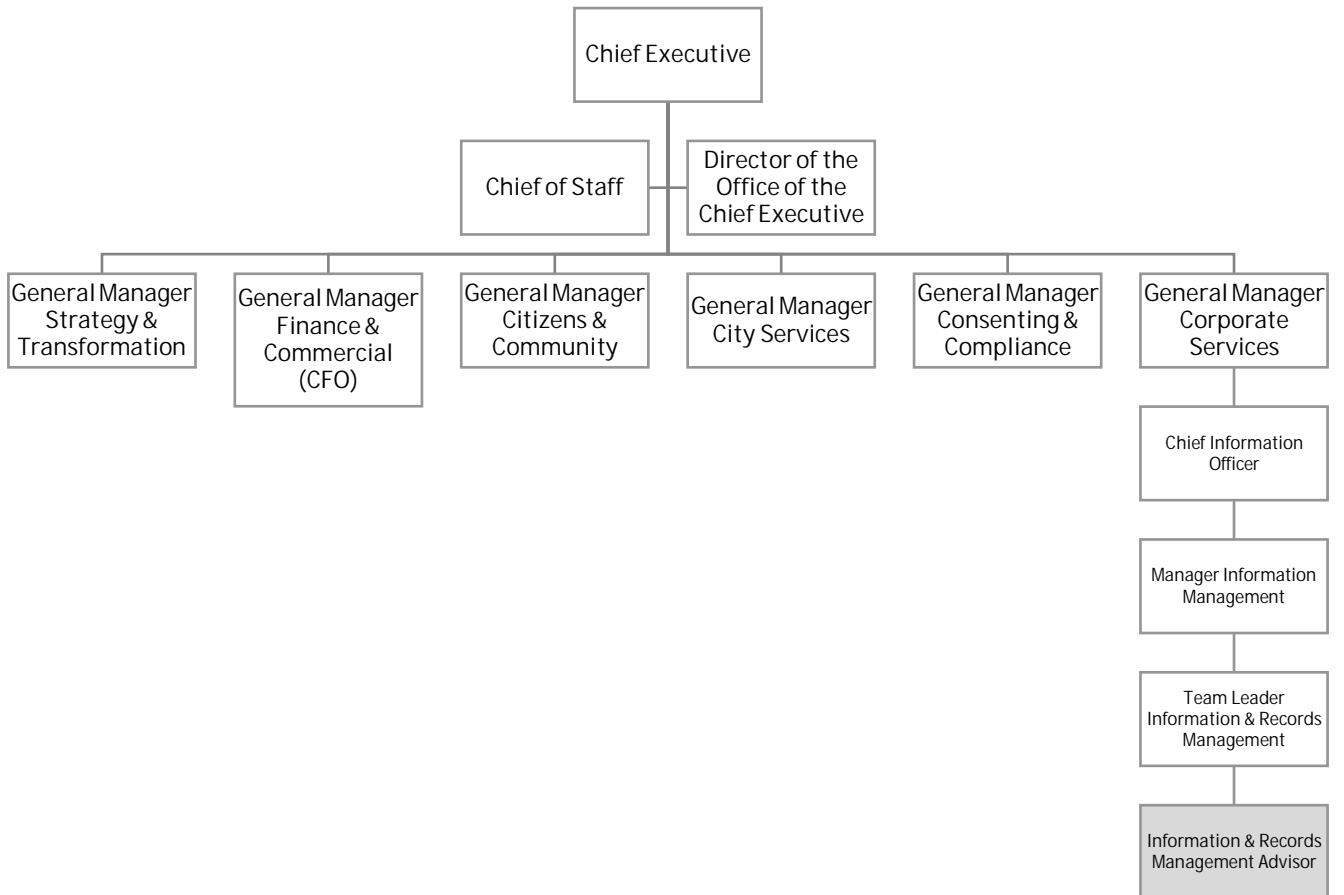 Chief Executive
Chief of Staff
Director of the
Office of the
Chief Executive
General Manager
Strategy &
Transformation
General Manager
Finance &
Commercial
(CFO)
General Manager
Citizens &
Community
General Manager
City Services
General Manager
Consenting &
Compliance
General Manager
Corporate
Services
Chief Information
Officer
Manager Information
Management
Team Leader
Information & Records
Management
Information & Records
Management Advisor